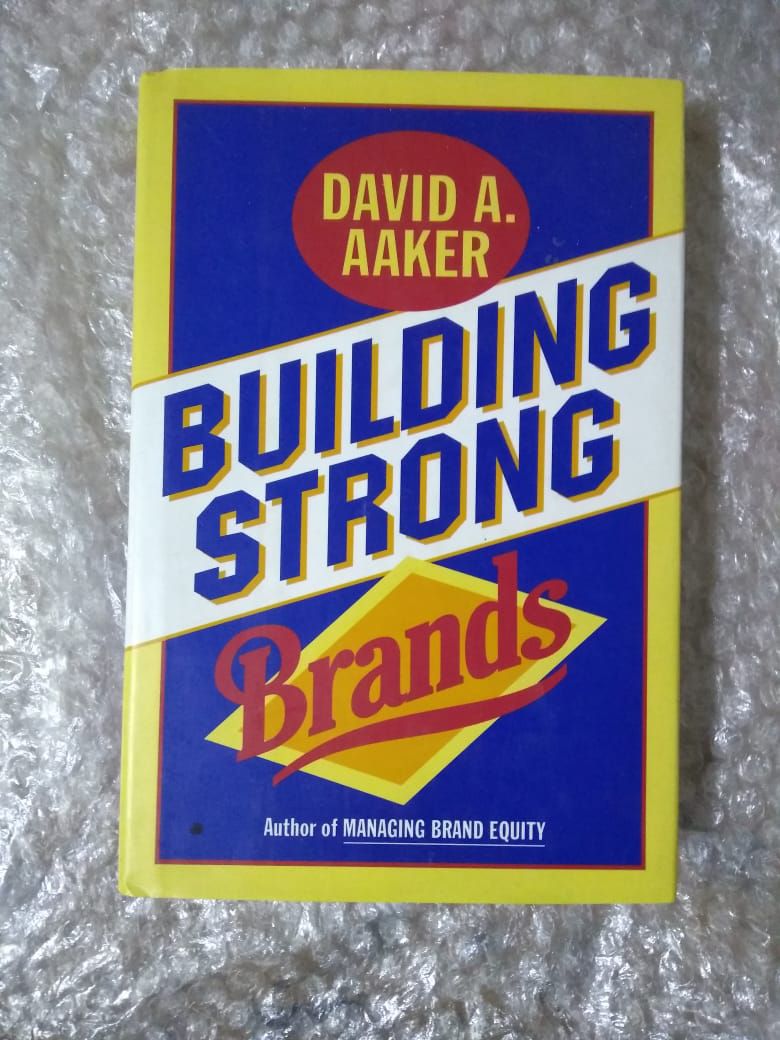 DAVID A.
AAKER
BUILDING
STRONG
Brands
Author of MANAGING BRAND EQUITY